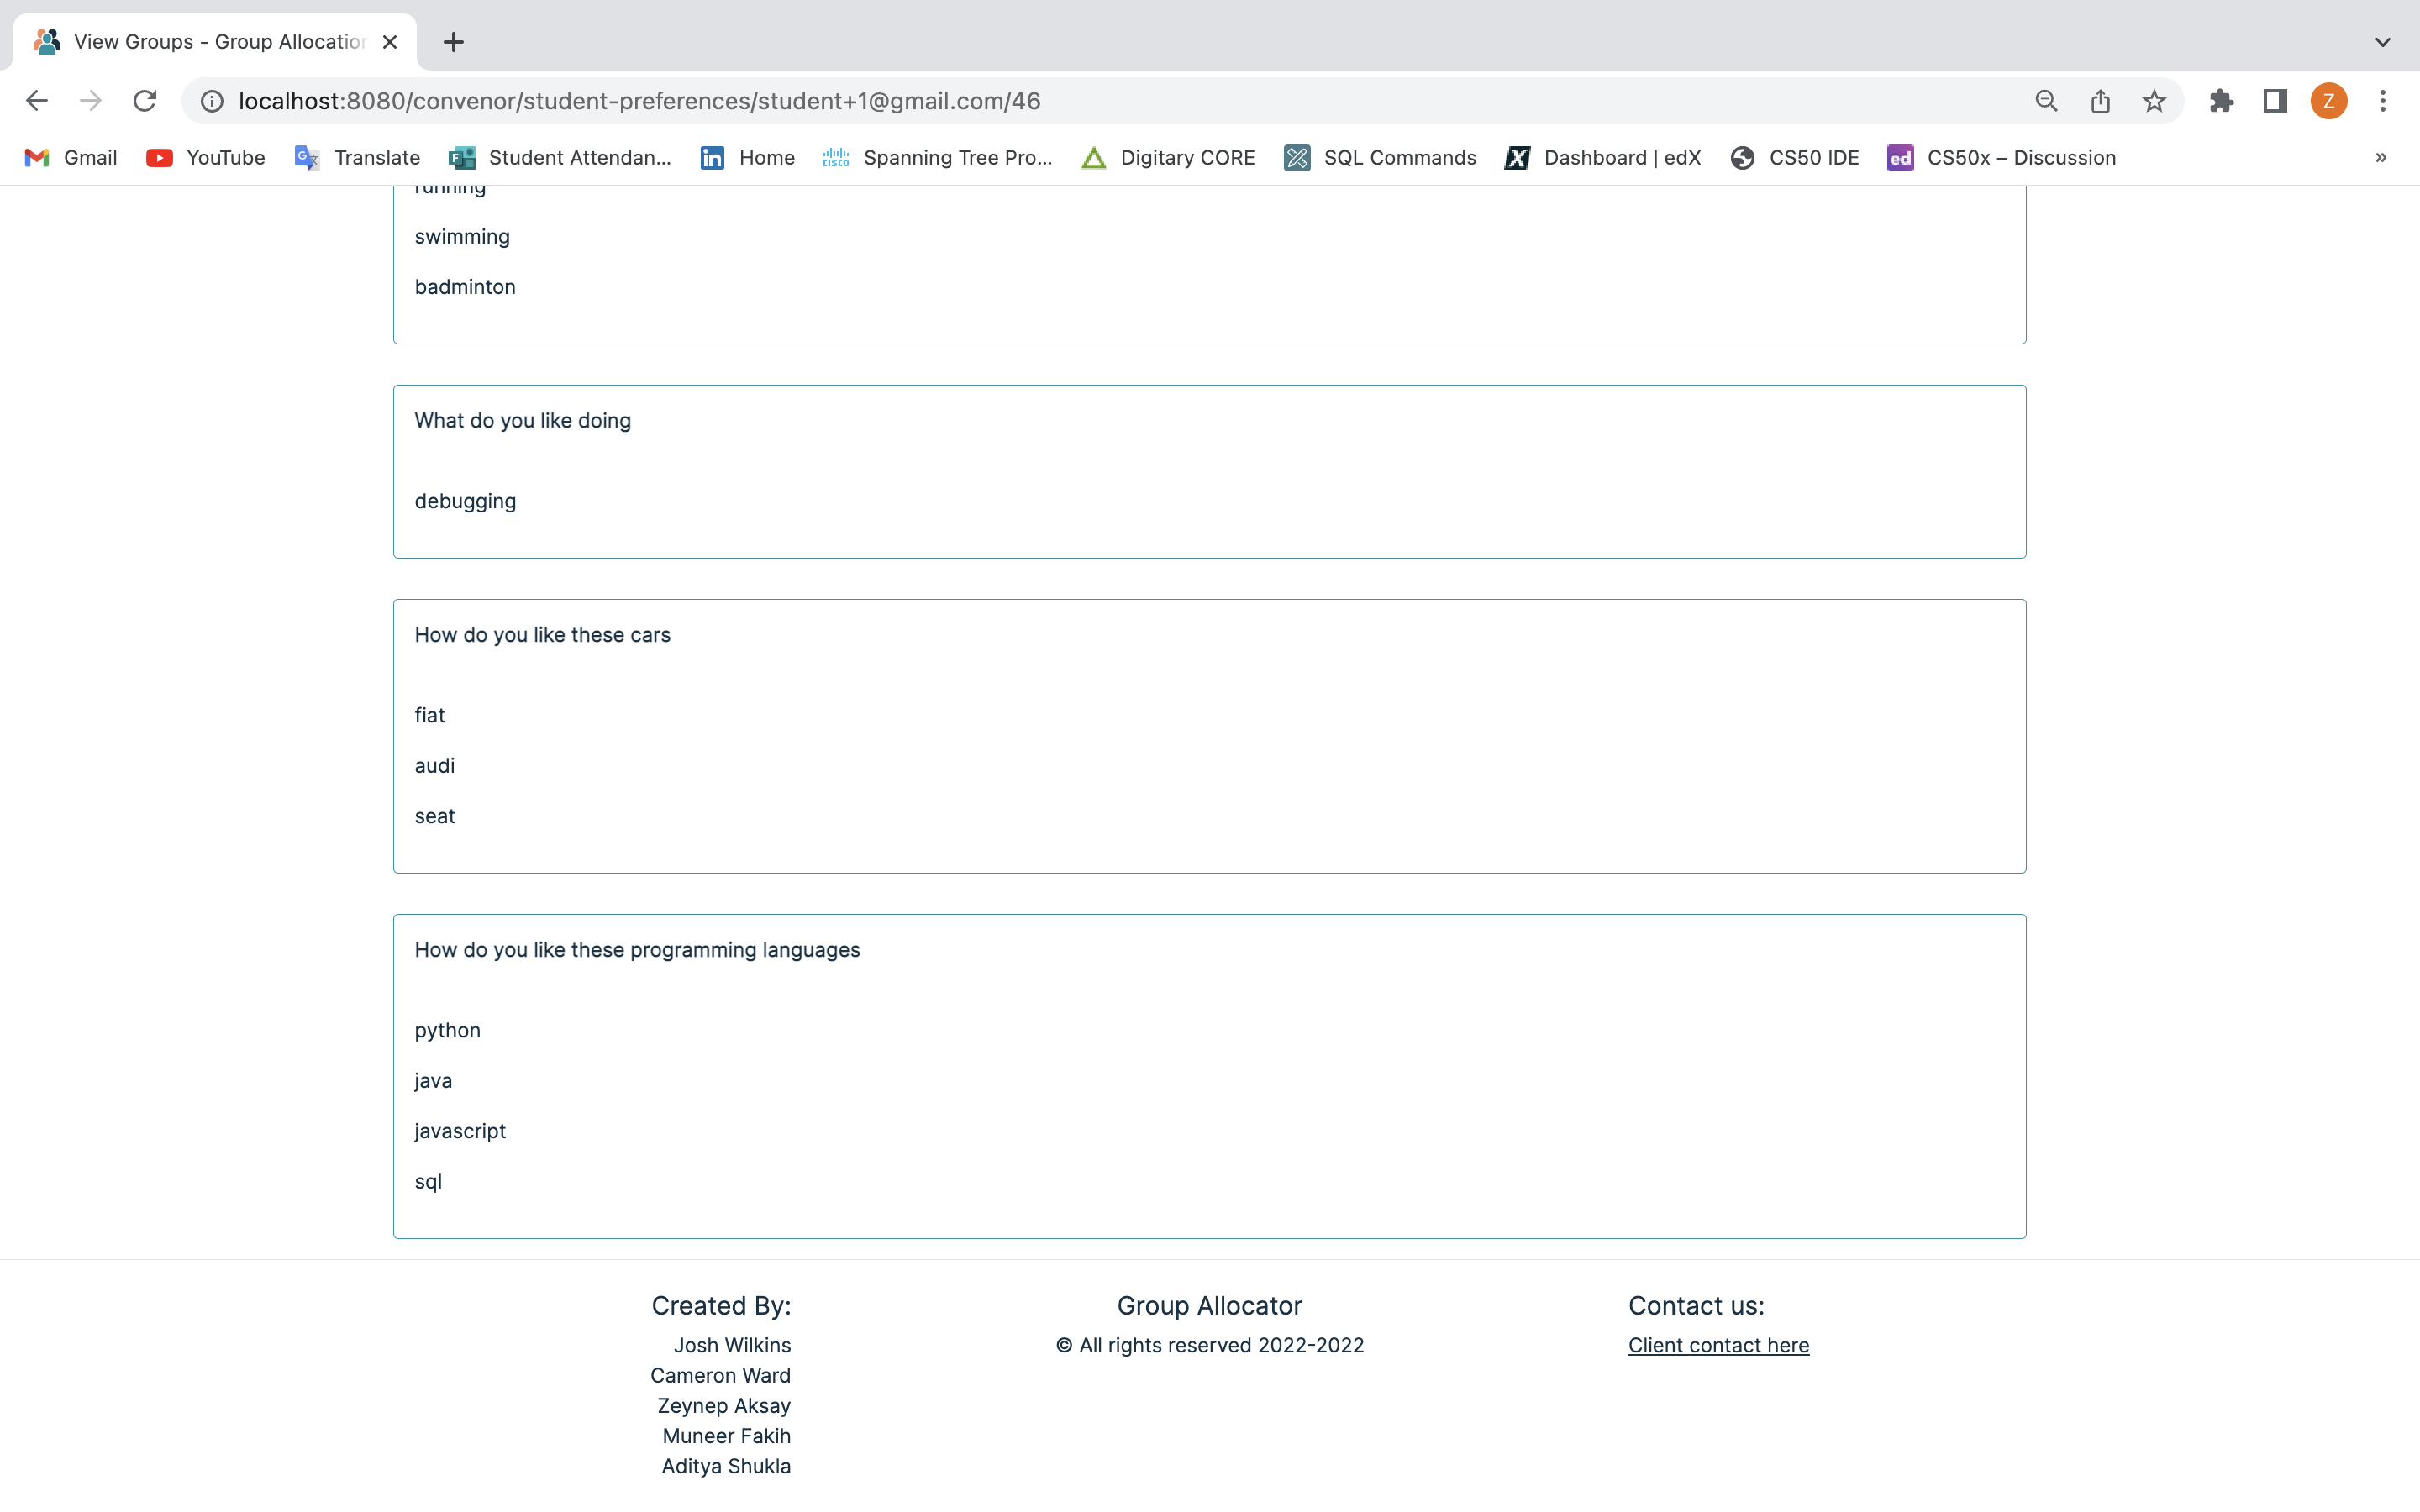 View Groups - Group Allocation
localhost:8080/convenor/student-preferences/student+1@gmail.com/46
Z
Gmail
YouTube
Translate
Student Attendan...
Home
Spanning Tree Pro...
Digitary CORE
SQL Commands
Dashboard | edX
CS50 IDE
CS50x – Discussion
»
running
swimming
badminton
What do you like doing
debugging
How do you like these cars
fiat
audi
seat
How do you like these programming languages
python
java
javascript
sql
Created By:
Josh Wilkins
Cameron Ward
Zeynep Aksay
Muneer Fakih
Aditya Shukla
Group Allocator
© All rights reserved 2022-2022
Contact us:
Client contact here